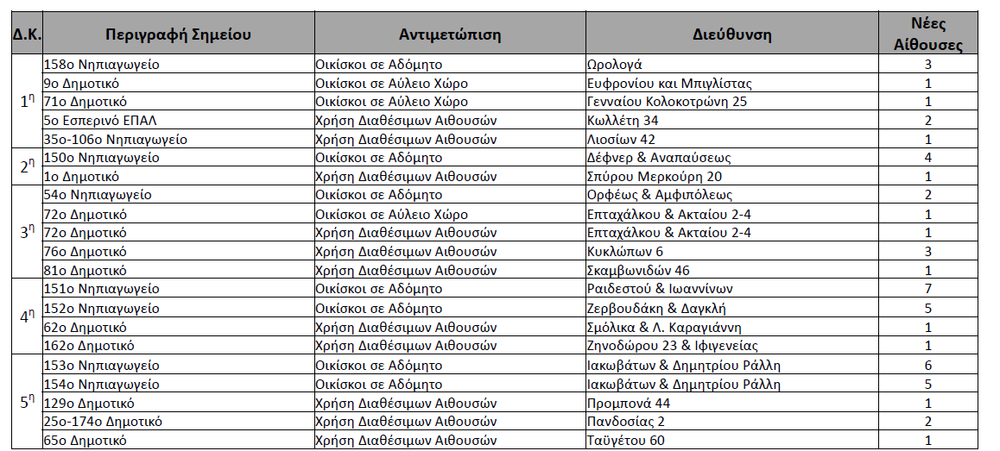 Δ.Κ. Περιγραφή Σημείου Αντιμετώπιση Διεύθυνση Νέες Αίθουσες
1η
158ο Νηπιαγωγείο Οικίσκοι σε Αδόμητο Ωρολογά 3
9ο Δημοτικό Οικίσκοι σε Αύλειο Χώρο Ευφρονίου και Μπιγλίστας 1
71ο Δημοτικό Οικίσκοι σε Αύλειο Χώρο Γενναίου Κολοκοτρώνη 25 1
5ο Εσπερινό ΕΠΑΛ Χρήση Διαθέσιμων Αιθουσών Κωλλέτη 34 2
35ο-106ο Νηπιαγωγείο Χρήση Διαθέσιμων Αιθουσών Λιοσίων 42 1
2η
150ο Νηπιαγωγείο Οικίσκοι σε Αδόμητο Δέφνερ & Αναπαύσεως 4
1ο Δημοτικό Χρήση Διαθέσιμων Αιθουσών Σπύρου Μερκούρη 20 1
3η
54ο Νηπιαγωγείο Οικίσκοι σε Αδόμητο Ορφέως & Αμφιπόλεως 2
72ο Δημοτικό Οικίσκοι σε Αύλειο Χώρο Επταχάλκου & Ακταίου 2-4 1
72ο Δημοτικό Χρήση Διαθέσιμων Αιθουσών Επταχάλκου & Ακταίου 2-4 1
76ο Δημοτικό Χρήση Διαθέσιμων Αιθουσών Κυκλώπων 6 3
81ο Δημοτικό Χρήση Διαθέσιμων Αιθουσών Σκαμβωνιδών 46 1
4η
151ο Νηπιαγωγείο Οικίσκοι σε Αδόμητο Ραιδεστού & Ιωαννίνων 7
152ο Νηπιαγωγείο Οικίσκοι σε Αδόμητο Ζερβουδάκη & Δαγκλή 5
62ο Δημοτικό Χρήση Διαθέσιμων Αιθουσών Σμόλικα & Λ. Καραγιάννη 1
162ο Δημοτικό Χρήση Διαθέσιμων Αιθουσών Ζηνοδώρου 23 & Ιφιγενείας 1
5η
153ο Νηπιαγωγείο Οικίσκοι σε Αδόμητο Ιακωβάτων & Δημητρίου Ράλλη 6
154ο Νηπιαγωγείο Οικίσκοι σε Αδόμητο Ιακωβάτων & Δημητρίου Ράλλη 5
129ο Δημοτικό Χρήση Διαθέσιμων Αιθουσών Προμπονά 44 1
25ο-174ο Δημοτικό Χρήση Διαθέσιμων Αιθουσών Πανδοσίας 2 2
65ο Δημοτικό Χρήση Διαθέσιμων Αιθουσών Ταϋγέτου 60 1